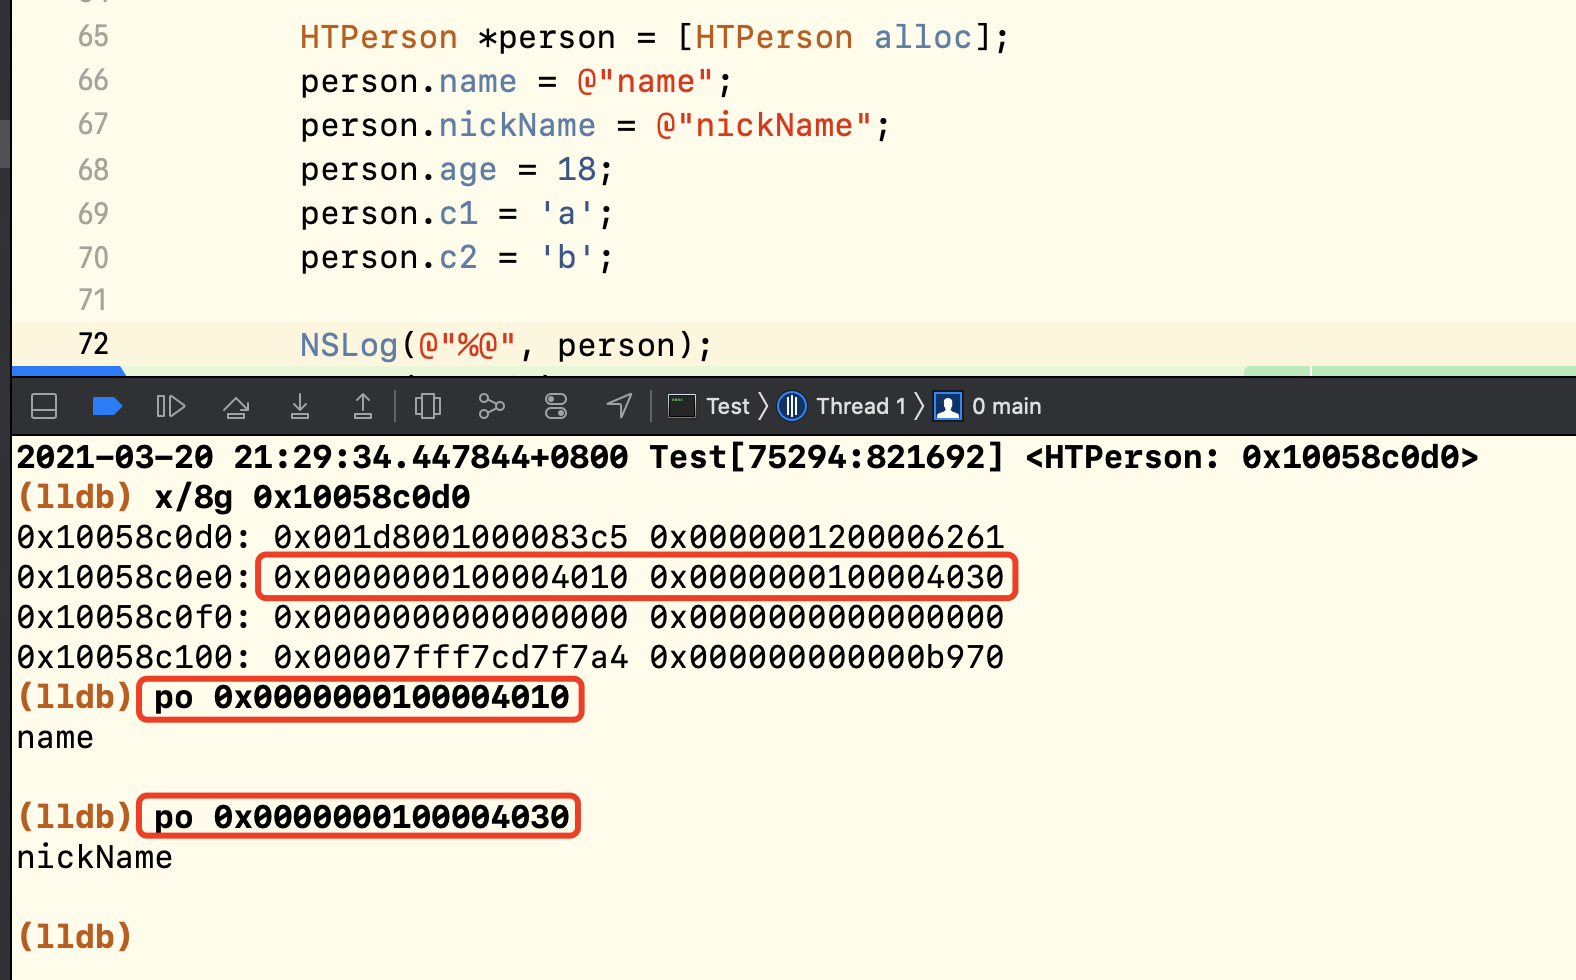 65 HTPerson *person = [HTPerson alloc];
66 person.name = @"name";
67 person.nickName = @"nickName";
68 person.age = 18;
69 person.c1 = 'a';
70 person.c2 = 'b';
71
72 NSLog(@"%@", person);
Test Thread 1 0 main
2021-03-20 21:29:34.447844+0800 Test[75294:821692] <HTPerson: 0x10058c0d0>
(lldb) x/8g 0x10058c0d0
0x10058c0d0: 0x001d8001000083c5 0x0000001200006261
0x10058c0e0: 0x0000000100004010 0x0000000100004030
0x10058c0f0: 0x0000000000000000 0x0000000000000000
0x10058c100: 0x00007fff7cd7f7a4 0x000000000000b970
(lldb) po 0x0000000100004010
name
(lldb) po 0x0000000100004030
nickName
(lldb)